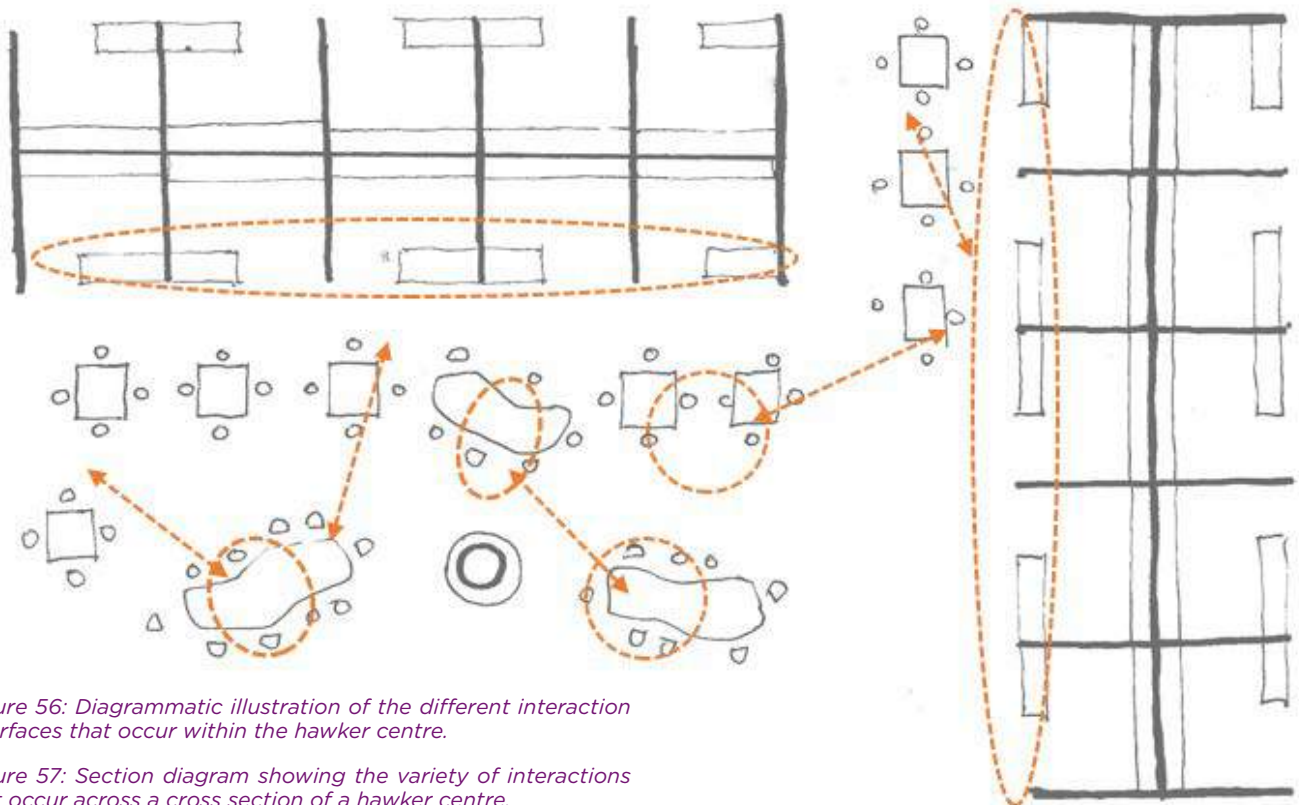 ure 56: Diagrammatic illustration of the different interaction
rfaces that occur within the hawker centre.
ure 57: Section diagram showing the variety of interactions
t occur across a cross section of a hawker centre.